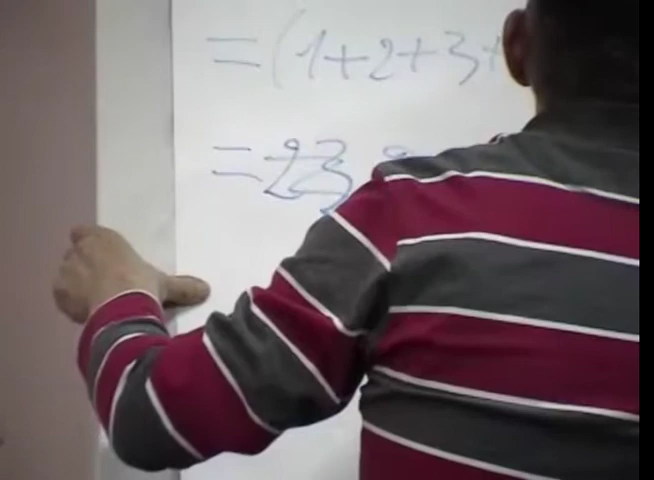 = (1+2+3+
= 23